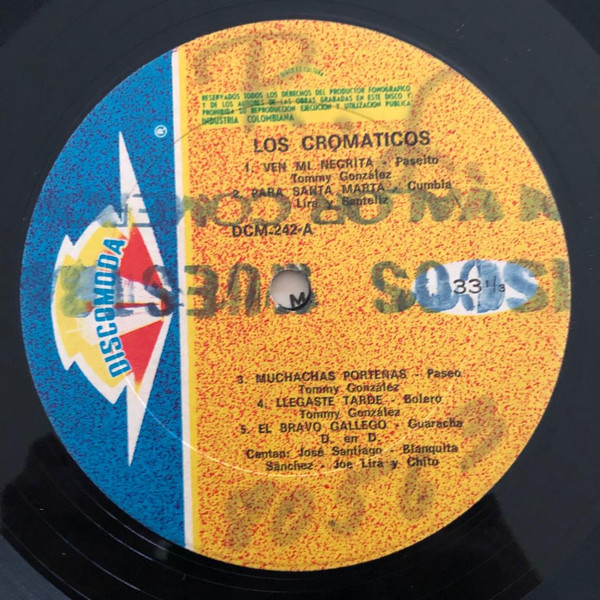 RESERVADOS TODOS LOS DERECHOS DEL PRODUCTOR FONOGRAFICO
Y DE LOS AUTORES DE LAS OBRAS GRABADAS EN ESTE DISCO Y
PROHIBIDA SU REPRODUCCION EJECUCION Y UTILIZACION PUBLICA
INDUSTRIA COLOMBIANA
®
LOS CROMATICOS
1. VEN MI NEGRITA - Paseito
Tommy González
2. PARA SANTA MARTA - Cumbia
Lira y Santeliz
DCM-242-A
DISCOMODA
33 1/3
3. MUCHACHAS PORTEÑAS - Paseo
Tommy González
4. LLEGASTE TARDE - Bolero
Tommy González
5. EL BRAVO GALLEGO - Guaracha
D. en D.
Cantan: José Santiago - Blanquita
Sánchez - Joe Lira y Chito